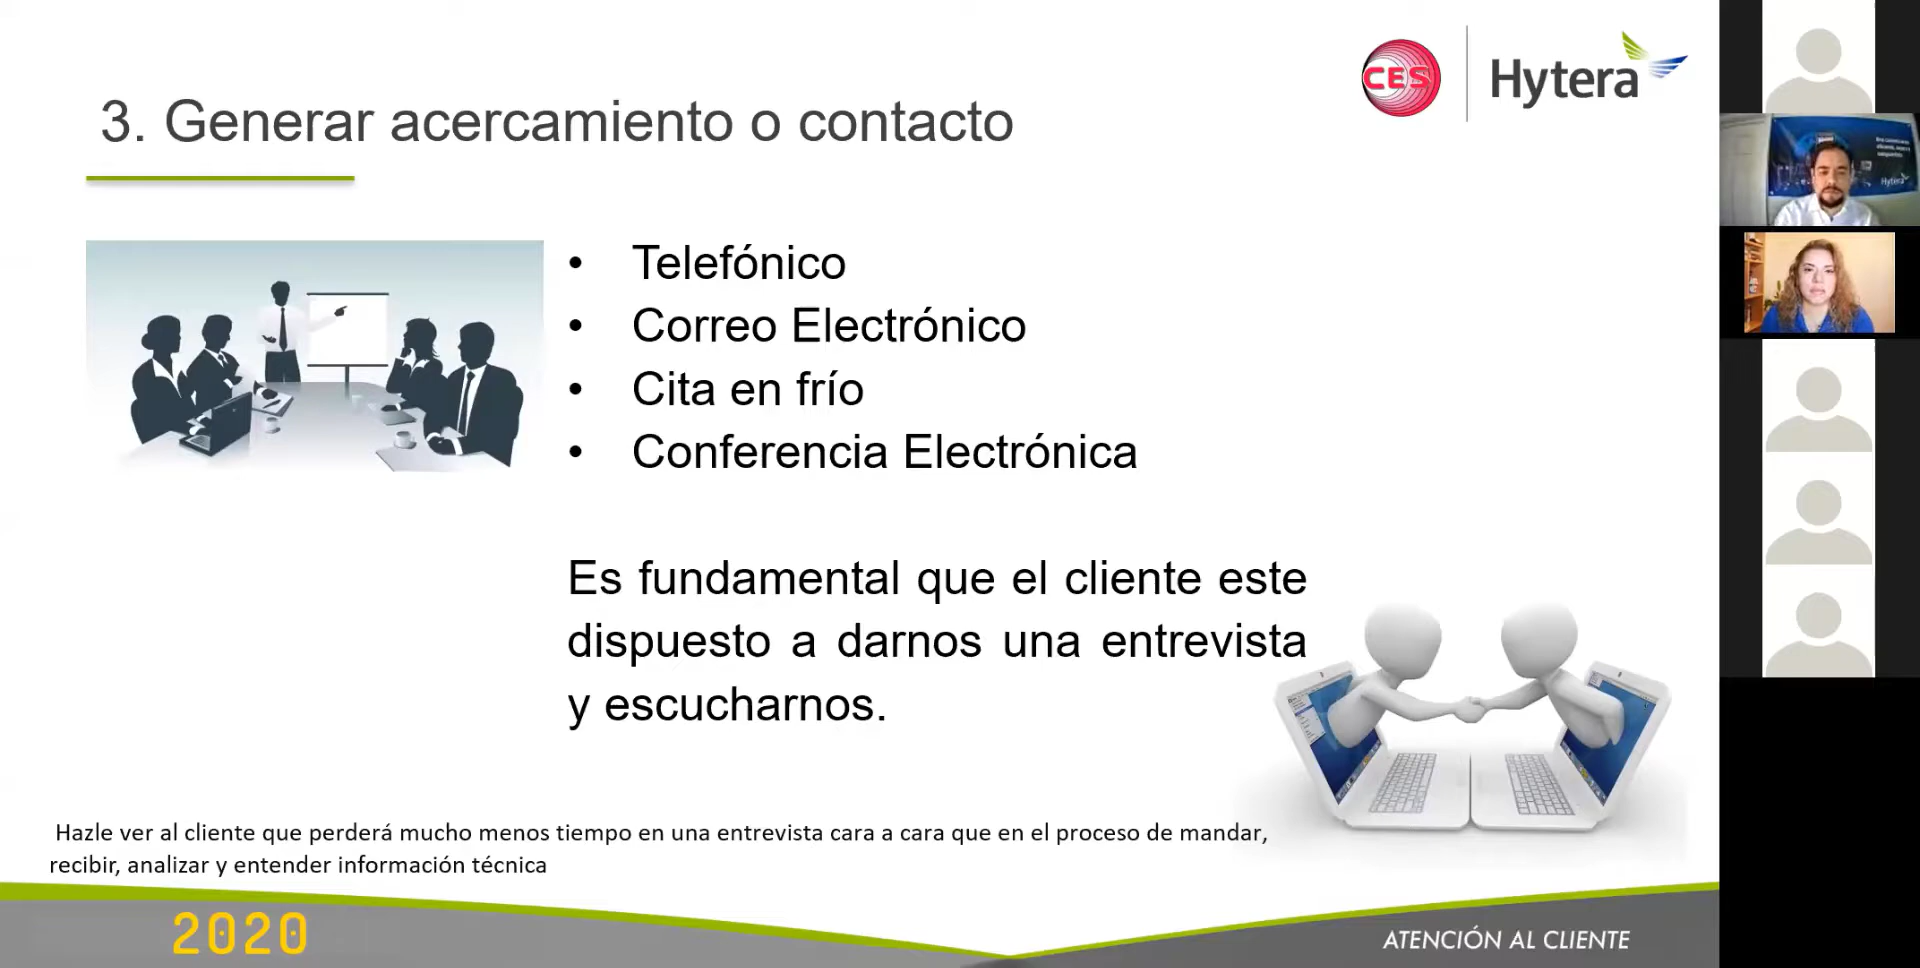 CES
Hytera
3. Generar acercamiento o contacto
• Telefónico
• Correo Electrónico
• Cita en frío
• Conferencia Electrónica
Es fundamental que el cliente este
dispuesto a darnos una entrevista
y escucharnos.
Hazle ver al cliente que perderá mucho menos tiempo en una entrevista cara a cara que en el proceso de mandar,
recibir, analizar y entender información técnica
2020
ATENCIÓN AL CLIENTE
Hytera